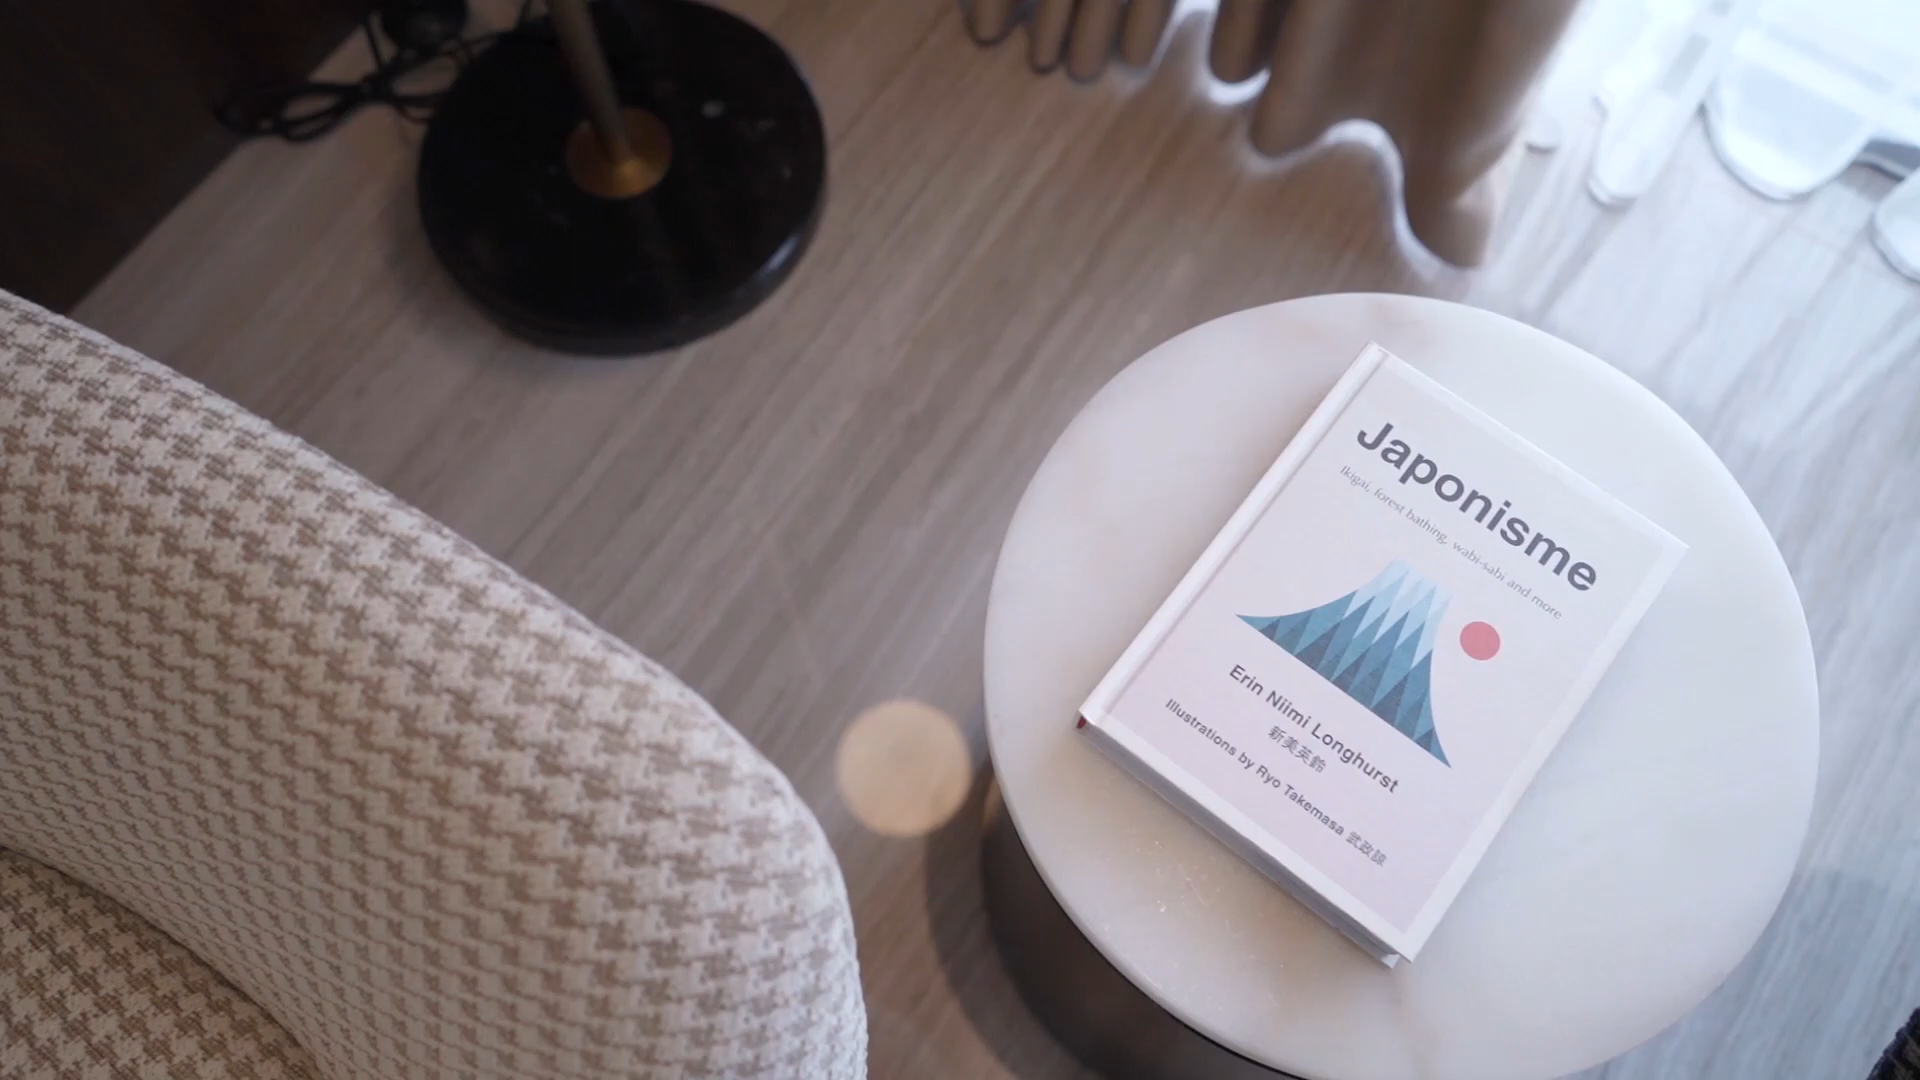 Japonisme
Ikigai, forest bathing, wabi-sabi and more
Erin Niimi Longhurst
新美英鈴
Illustrations by Ryo Takemasa 武政諒